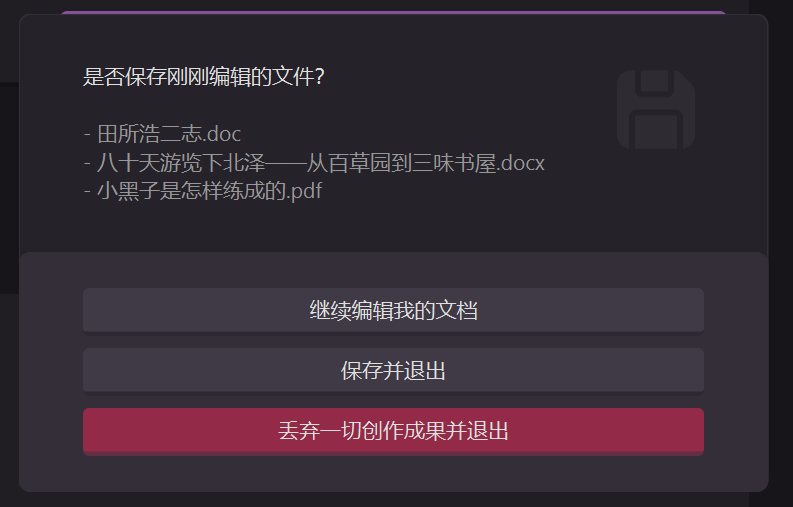 是否保存刚刚编辑的文件?
- 田所浩二志.doc
- 八十天游览下北泽——从百草园到三味书屋.docx
- 小黑子是怎样练成的.pdf
继续编辑我的文档
保存并退出
丢弃一切创作成果并退出